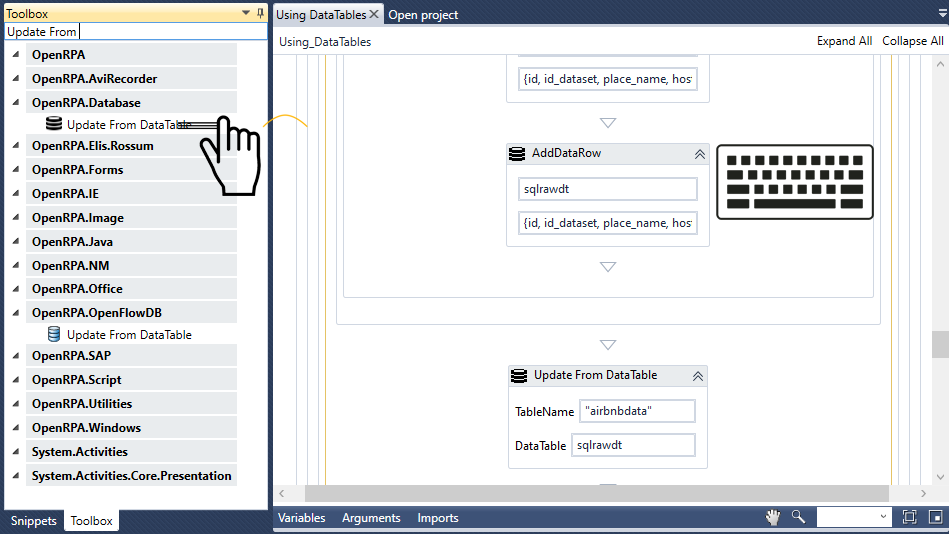 Toolbox
Update From
OpenRPA
OpenRPA.AviRecorder
OpenRPA.Database
Update From DataTable
OpenRPA.Elis.Rossum
OpenRPA.Forms
OpenRPA.IE
OpenRPA.Image
OpenRPA.Java
OpenRPA.NM
OpenRPA.Office
OpenRPA.OpenFlowDB
Update From DataTable
OpenRPA.SAP
OpenRPA.Script
OpenRPA.Utilities
OpenRPA.Windows
System.Activities
System.Activities.Core.Presentation
Snippets Toolbox
Using DataTables Open project
Using_DataTables Expand All Collapse All
{id, id_dataset, place_name, hos
AddDataRow
sqlrawdt
{id, id_dataset, place_name, hos
Update From DataTable
TableName "airbnbdata"
DataTable sqlrawdt
Variables Arguments Imports